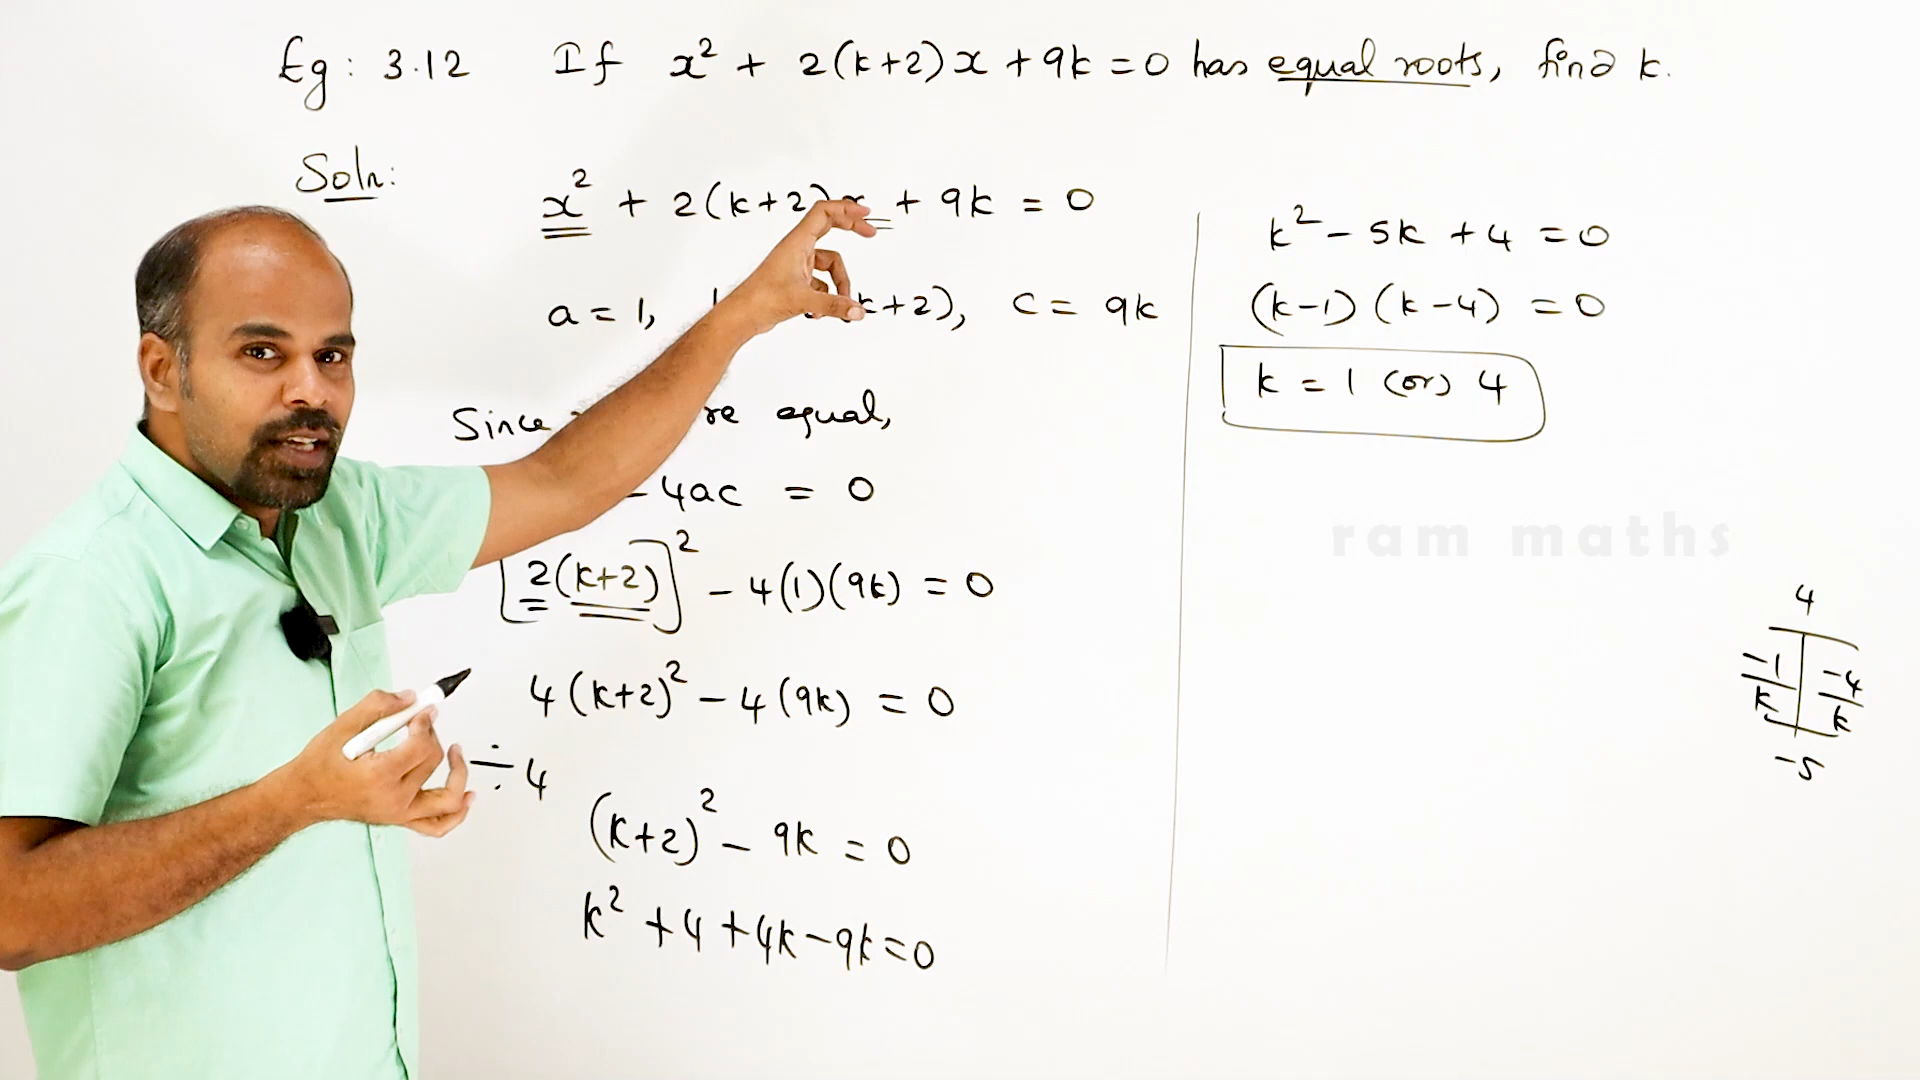 Eg: 3.12 If x² + 2(k+2)x + 9k = 0 has equal roots, find k.
Soln:
x² + 2(k+2)x + 9k = 0
a = 1, (k+2), c = 9k
Since re equal,
- 4ac = 0
[2(k+2)]² - 4(1)(9k) = 0
4(k+2)² - 4(9k) = 0
÷4
(k+2)² - 9k = 0
k² + 4 + 4k - 9k = 0
k² - 5k + 4 = 0
(k-1)(k-4) = 0
k = 1 (or) 4
ram maths
4
-1/k -4/k
-5